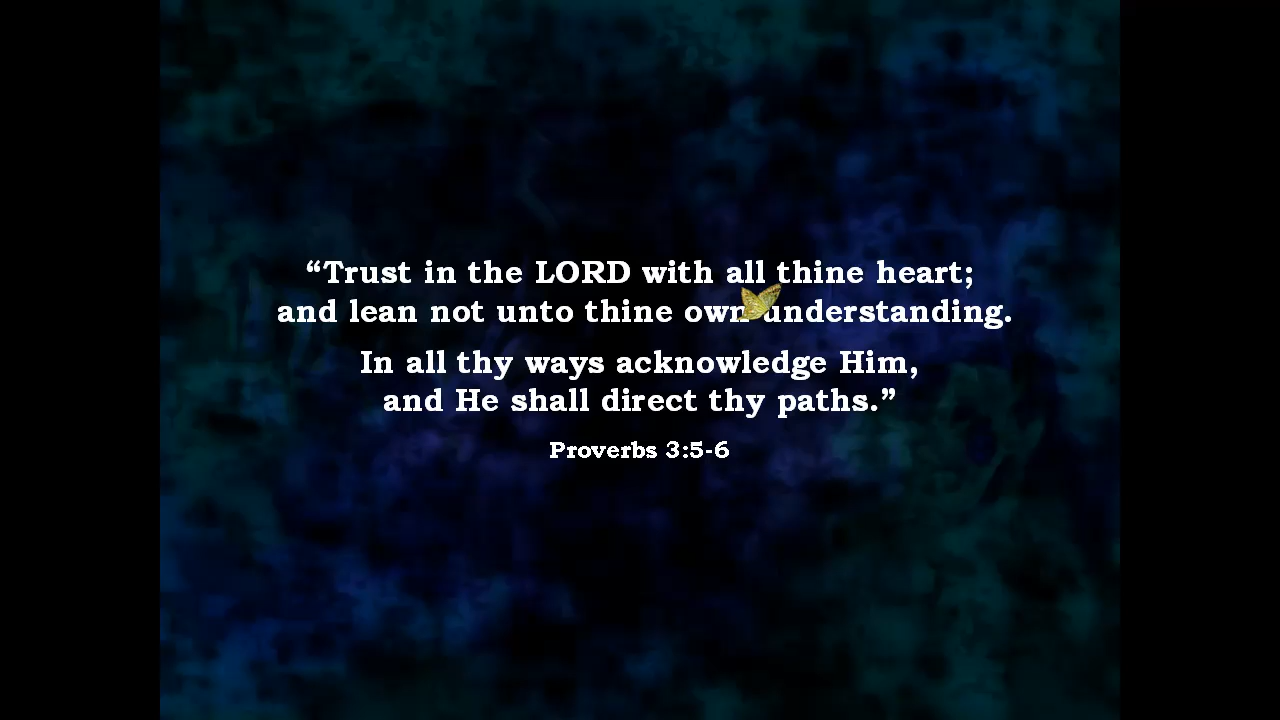 “Trust in the LORD with all thine heart;
and lean not unto thine own understanding.
In all thy ways acknowledge Him,
and He shall direct thy paths.”
Proverbs 3:5-6